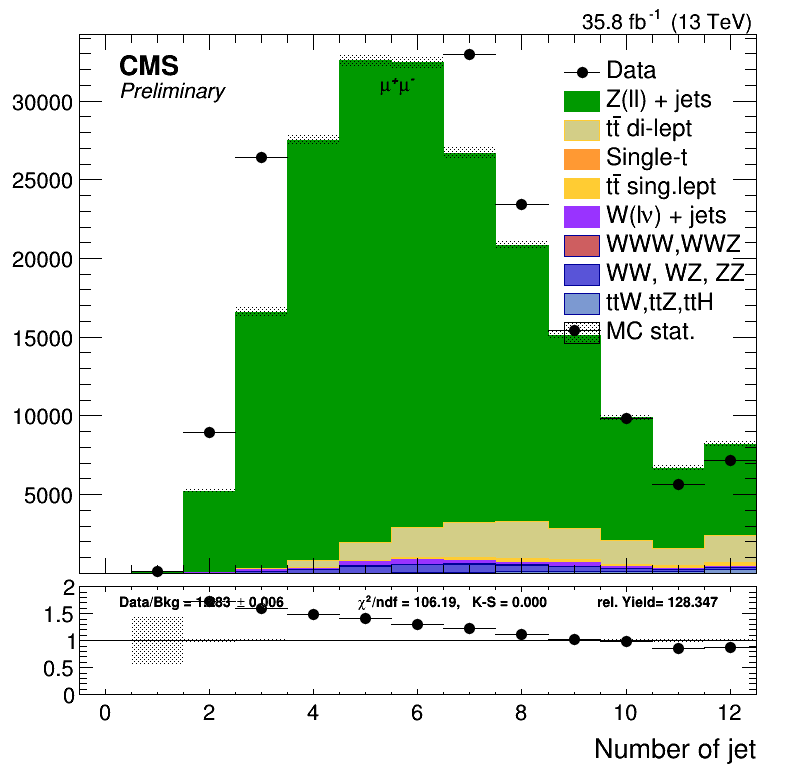 35.8 fb⁻¹ (13 TeV)
CMS
Preliminary
μ⁺μ⁻
Data
Z(ll) + jets
tt̄ di-lept
Single-t
tt̄ sing.lept
W(lν) + jets
WWW,WWZ
WW, WZ, ZZ
ttW,ttZ,ttH
MC stat.
30000
25000
20000
15000
10000
5000
Data/Bkg = ± 0.006 χ²/ndf = 106.19, K-S = 0.000 rel. Yield= 128.347
2
1.5
1
0.5
0
0 2 4 6 8 10 12
Number of jet